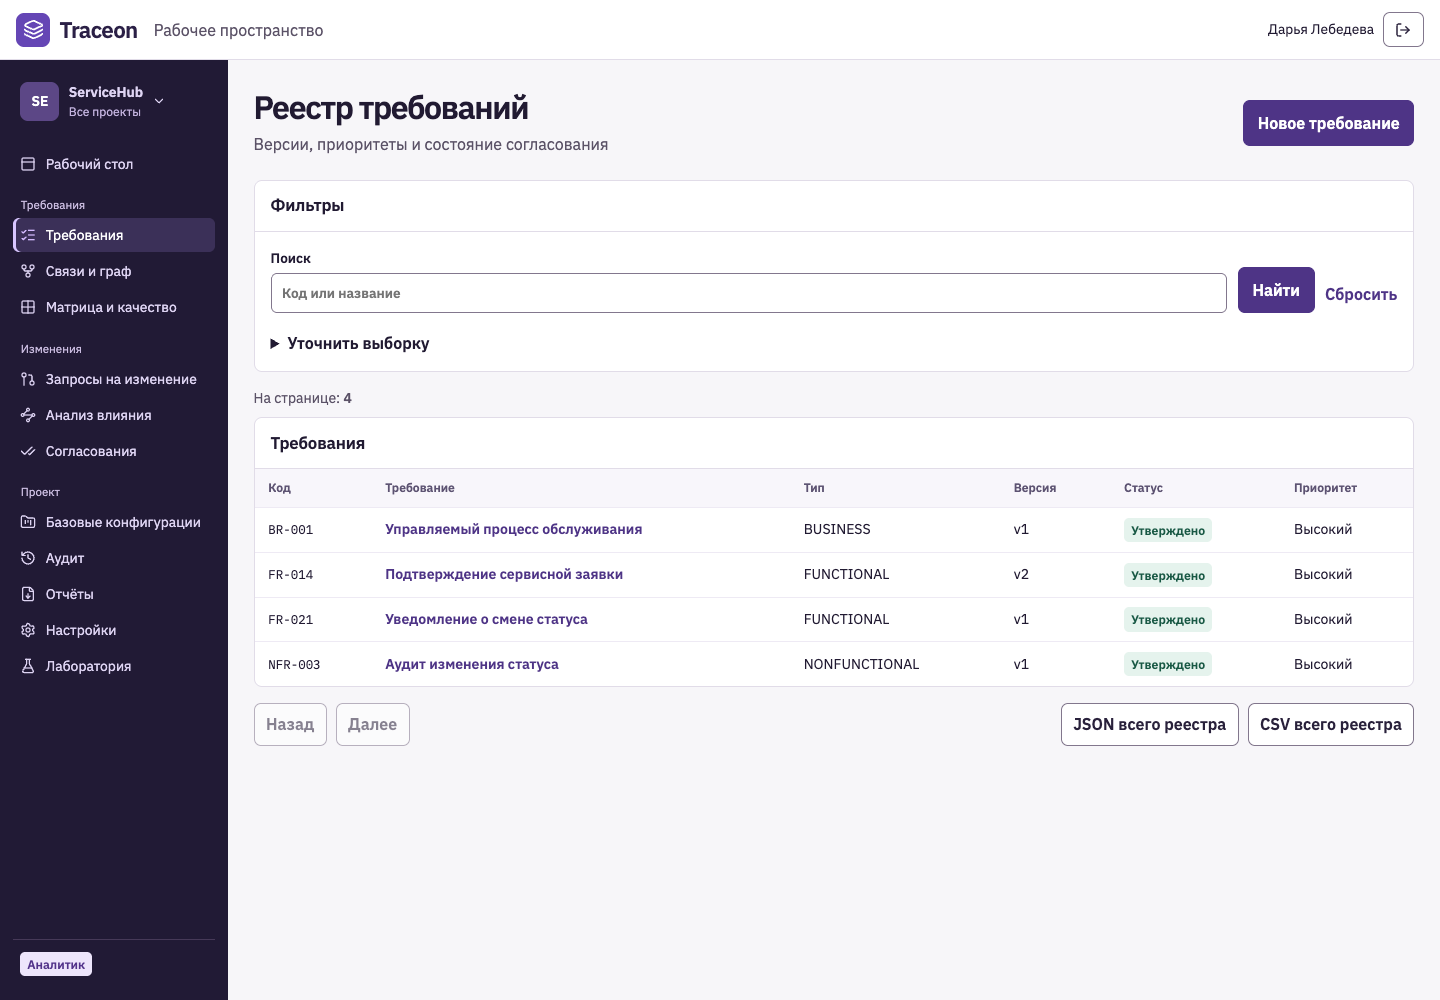 Traceon
Рабочее пространство
Дарья Лебедева
SE
ServiceHub
Все проекты
Рабочий стол
Требования
Требования
Связи и граф
Матрица и качество
Изменения
Запросы на изменение
Анализ влияния
Согласования
Проект
Базовые конфигурации
Аудит
Отчёты
Настройки
Лаборатория
Аналитик
Реестр требований
Версии, приоритеты и состояние согласования
Новое требование
Фильтры
Поиск
Код или название
Найти
Сбросить
Уточнить выборку
На странице: 4
Требования
Код Требование Тип Версия Статус Приоритет
BR-001 Управляемый процесс обслуживания BUSINESS v1 Утверждено Высокий
FR-014 Подтверждение сервисной заявки FUNCTIONAL v2 Утверждено Высокий
FR-021 Уведомление о смене статуса FUNCTIONAL v1 Утверждено Высокий
NFR-003 Аудит изменения статуса NONFUNCTIONAL v1 Утверждено Высокий
Назад Далее JSON всего реестра CSV всего реестра